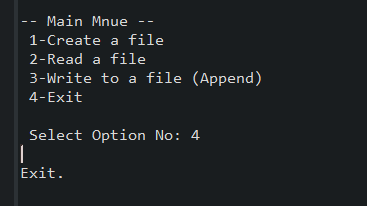 -- Main Mnue --
1-Create a file
2-Read a file
3-Write to a file (Append)
4-Exit
Select Option No: 4
Exit.